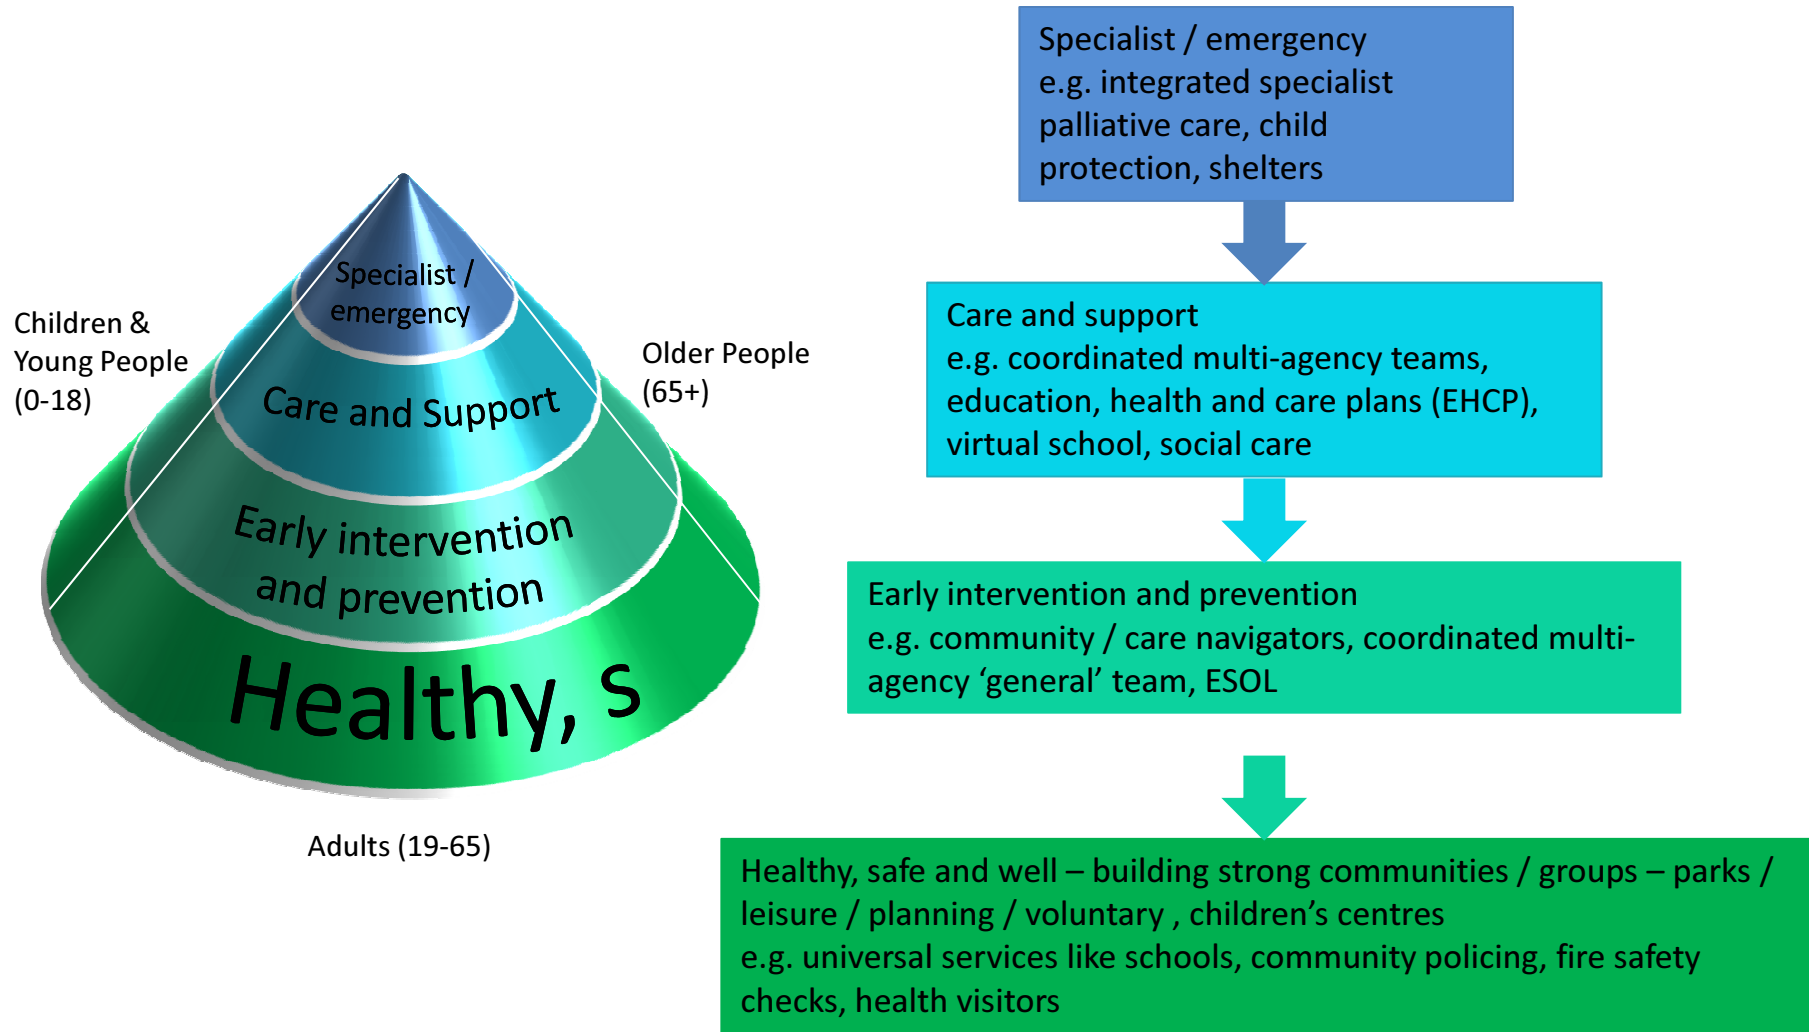 Children &
Young People
(0-18)
Specialist /
emergency
Care and Support
Early intervention
and prevention
Healthy, s
Older People
(65+)
Adults (19-65)
Specialist / emergency
e.g. integrated specialist
palliative care, child
protection, shelters
Care and support
e.g. coordinated multi-agency teams,
education, health and care plans (EHCP),
virtual school, social care
Early intervention and prevention
e.g. community / care navigators, coordinated multi-
agency ‘general’ team, ESOL
Healthy, safe and well – building strong communities / groups – parks /
leisure / planning / voluntary , children’s centres
e.g. universal services like schools, community policing, fire safety
checks, health visitors